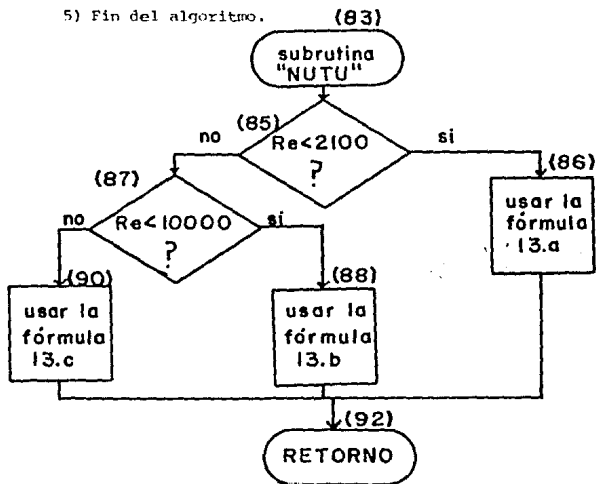 5) Fin del algoritmo.
(83)
subrutina
"NUTU"
(85)
no
Re<2100
?
si
(86)
usar la
fórmula
13.a
(87)
no
Re<10000
?
si
(90)
usar la
fórmula
13.c
(88)
usar la
fórmula
13.b
(92)
RETORNO